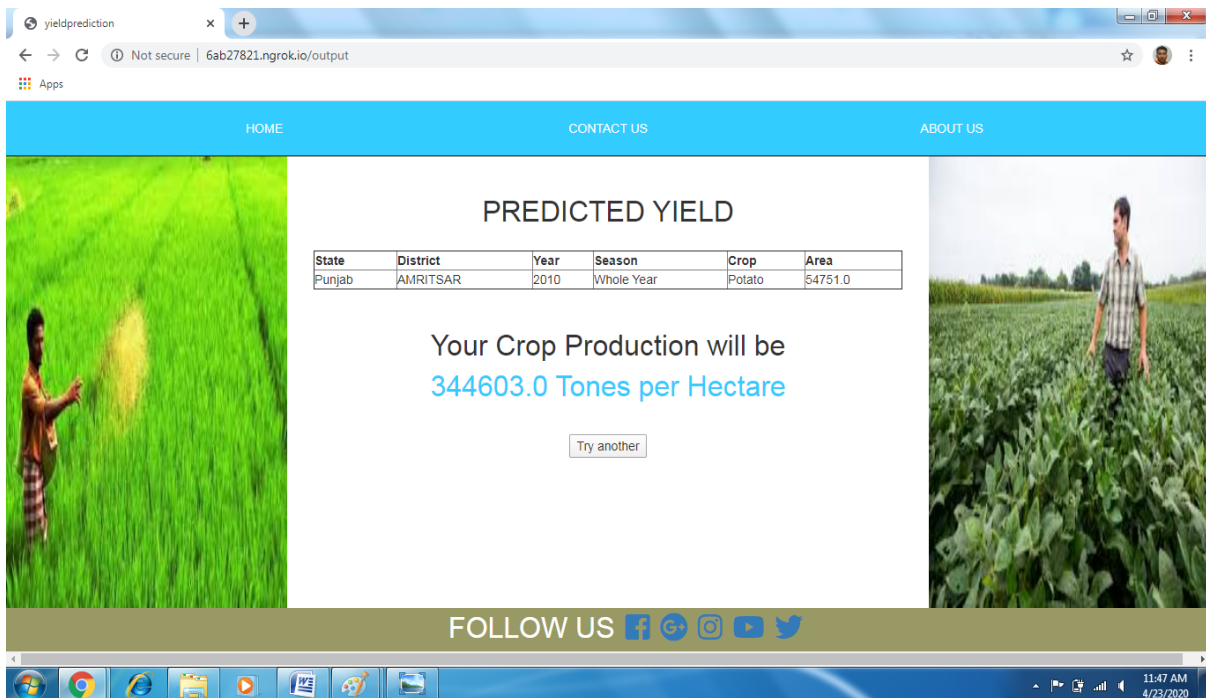 yieldprediction
Not secure | 6ab27821.ngrok.io/output
Apps
HOME CONTACT US ABOUT US
PREDICTED YIELD
State District Year Season Crop Area
Punjab AMRITSAR 2010 Whole Year Potato 54751.0
Your Crop Production will be
344603.0 Tones per Hectare
Try another
FOLLOW US
11:47 AM
4/23/2020